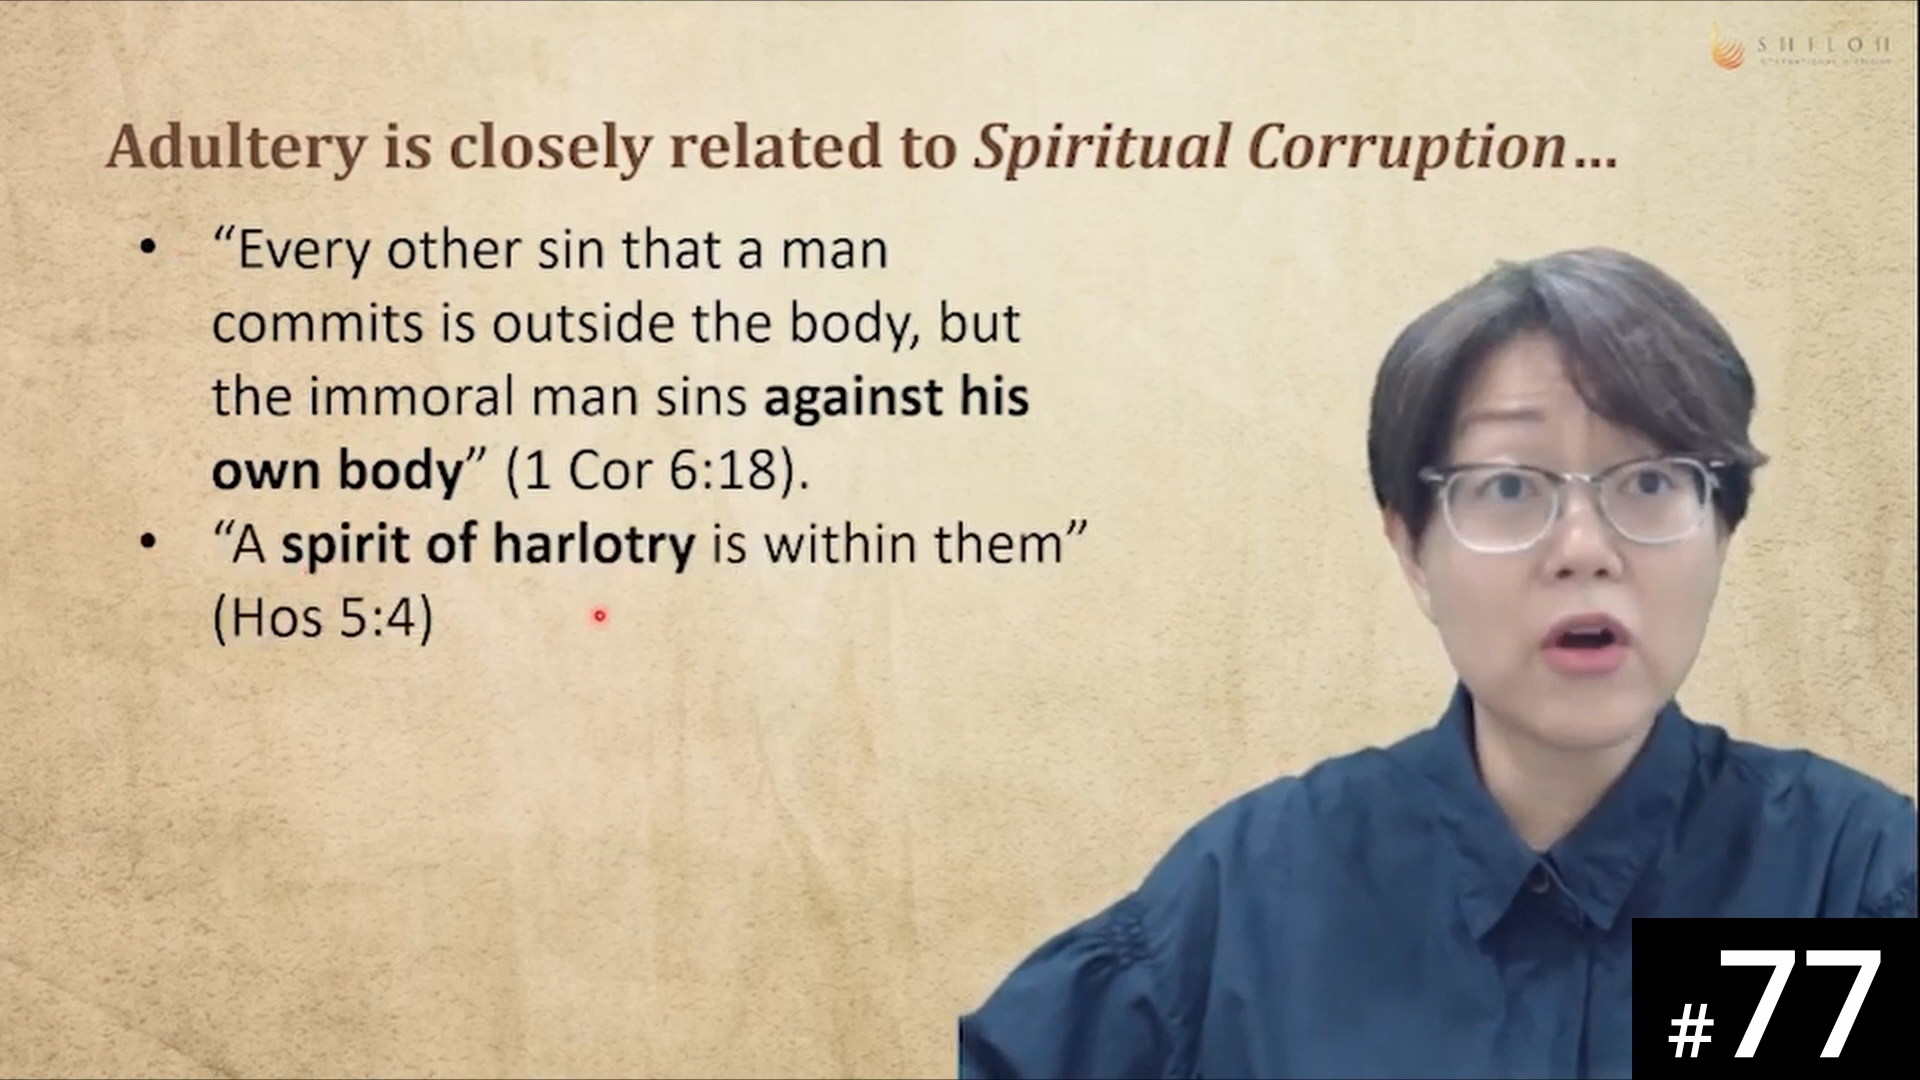 SHILOH
Adultery is closely related to Spiritual Corruption...
• “Every other sin that a man
commits is outside the body, but
the immoral man sins against his
own body” (1 Cor 6:18).
• “A spirit of harlotry is within them”
(Hos 5:4)
#77